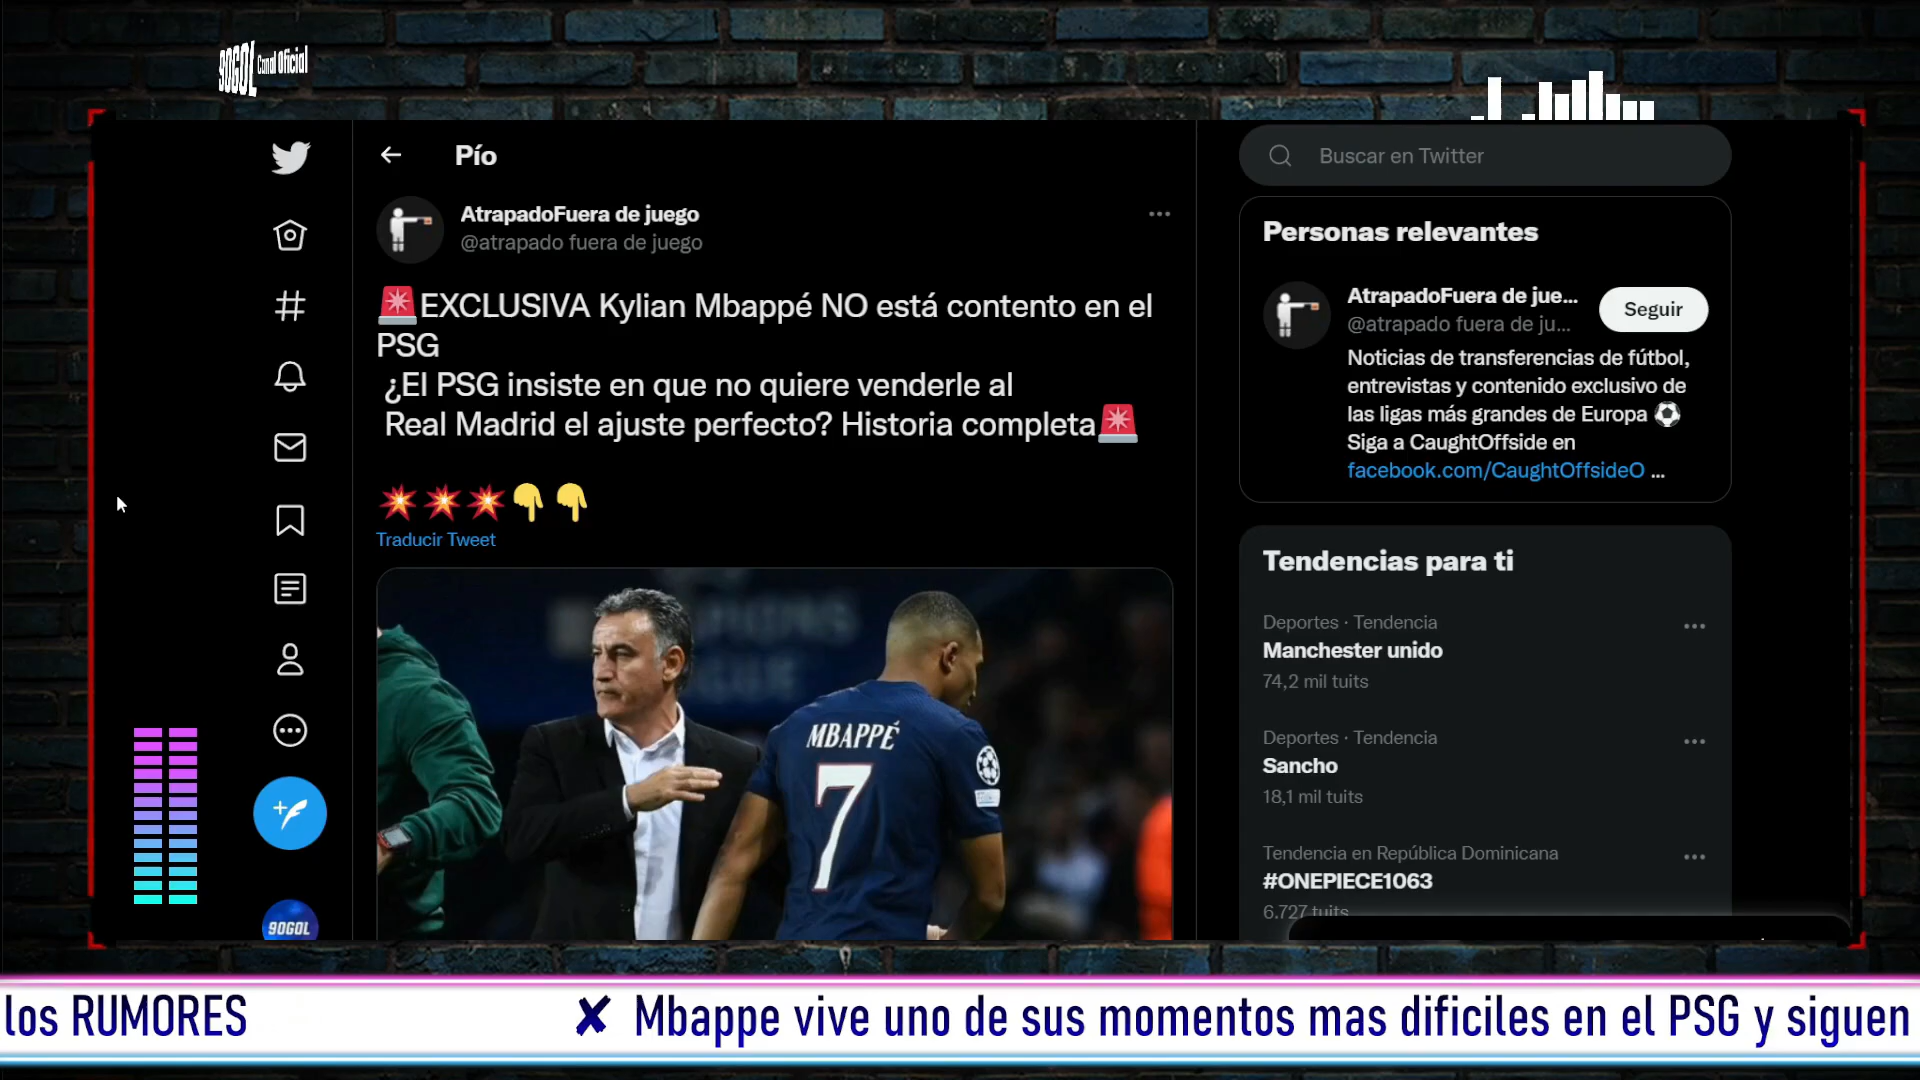 90GOL Canal Oficial
Pío
Buscar en Twitter
AtrapadoFuera de juego
@atrapado fuera de juego
🚨EXCLUSIVA Kylian Mbappé NO está contento en el
PSG
¿El PSG insiste en que no quiere venderle al
Real Madrid el ajuste perfecto? Historia completa🚨
💥💥💥👇👇
Traducir Tweet
MBAPPÉ
7
Personas relevantes
AtrapadoFuera de jue...
@atrapado fuera de ju...
Seguir
Noticias de transferencias de fútbol,
entrevistas y contenido exclusivo de
las ligas más grandes de Europa ⚽
Siga a CaughtOffside en
facebook.com/CaughtOffsideO ...
Tendencias para ti
Deportes · Tendencia
Manchester unido
74,2 mil tuits
Deportes · Tendencia
Sancho
18,1 mil tuits
Tendencia en República Dominicana
#ONEPIECE1063
6.727 tuits
90GOL
los RUMORES ✘ Mbappe vive uno de sus momentos mas dificiles en el PSG y siguen